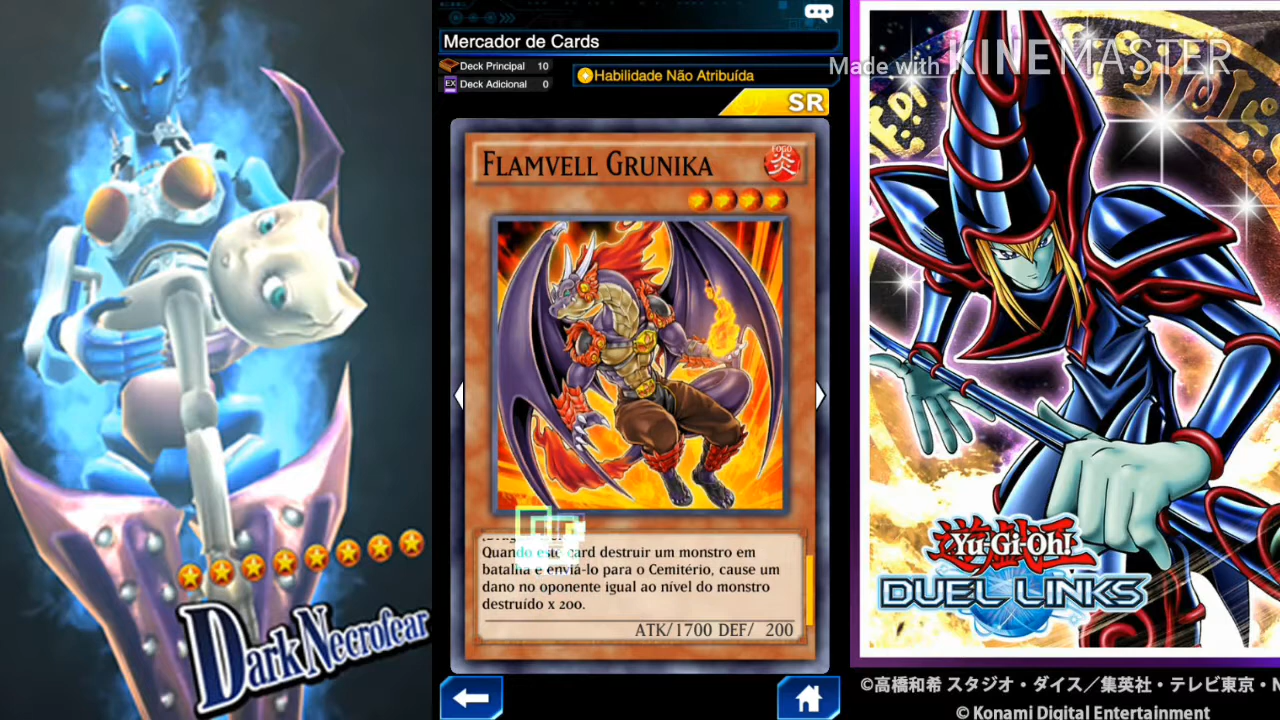 Mercador de Cards
Deck Principal 10
EX Deck Adicional 0
Habilidade Não Atribuída
Made with KINEMASTER
SR
FLAMVELL GRUNIKA
FOGO
炎
Quando este card destruir um monstro em
batalha e enviá-lo para o Cemitério, cause um
dano no oponente igual ao nível do monstro
destruído x 200.
ATK/1700 DEF/ 200
Dark Necrofear
遊☆戯☆王
Yu-Gi-Oh!
DUEL LINKS
©高橋和希 スタジオ・ダイス／集英社・テレビ東京・N
© Konami Digital Entertainment